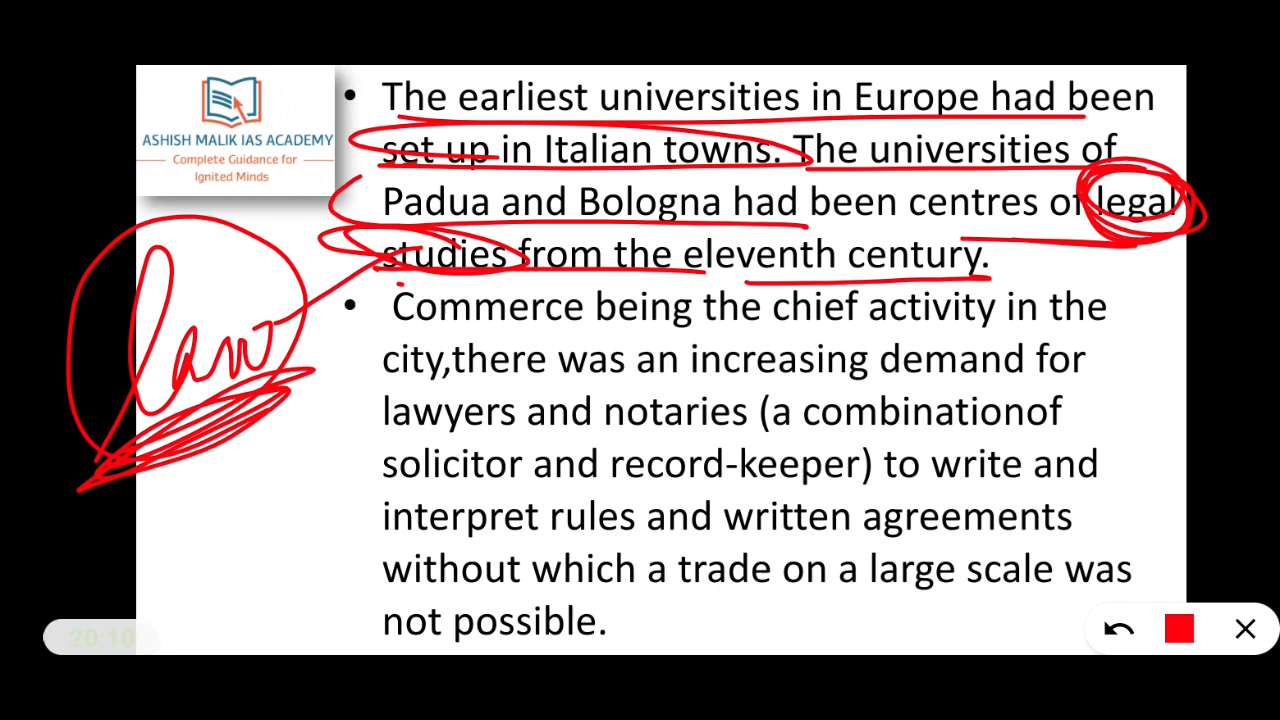 ASHISH MALIK IAS ACADEMY
Complete Guidance for
Ignited Minds
• The earliest universities in Europe had been
set up in Italian towns. The universities of
Padua and Bologna had been centres of legal
studies from the eleventh century.
law
• Commerce being the chief activity in the
city,there was an increasing demand for
lawyers and notaries (a combinationof
solicitor and record-keeper) to write and
interpret rules and written agreements
without which a trade on a large scale was
not possible.
20:10